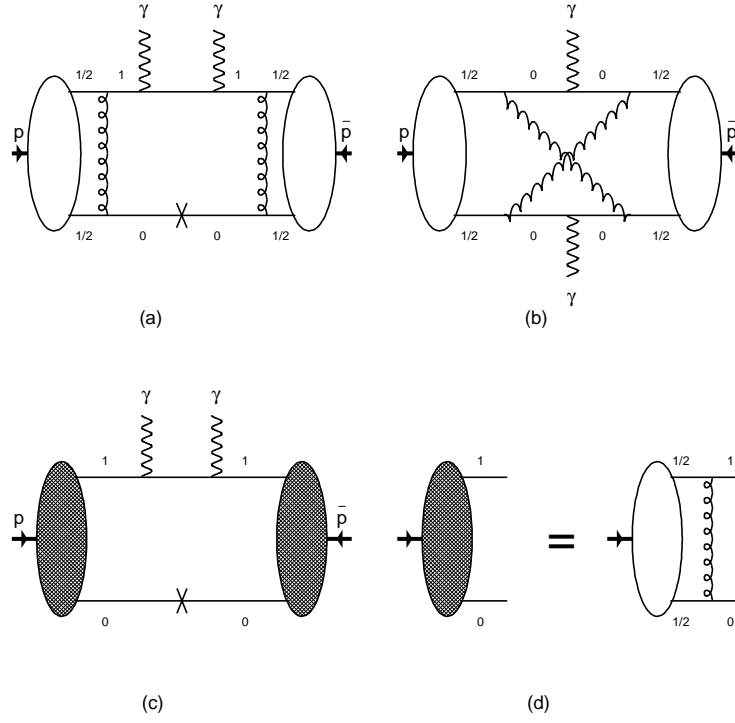 γ γ
1/2 1 1 1/2
p p̄
1/2 0 0 1/2
(a)
γ
1/2 0 0 1/2
p p̄
1/2 0 0 1/2
γ
(b)
γ γ
1 1
p p̄
0 0
(c)
1 1/2 1
=
0 1/2 0
(d)